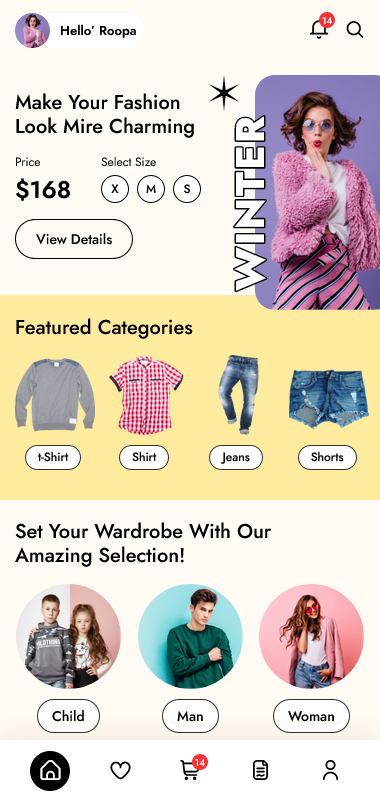 Hello’ Roopa
14
Make Your Fashion
Look Mire Charming
Price
Select Size
$168
X
M
S
View Details
WINTER
Featured Categories
t-Shirt
Shirt
Jeans
Shorts
Set Your Wardrobe With Our
Amazing Selection!
Child
Man
Woman
14